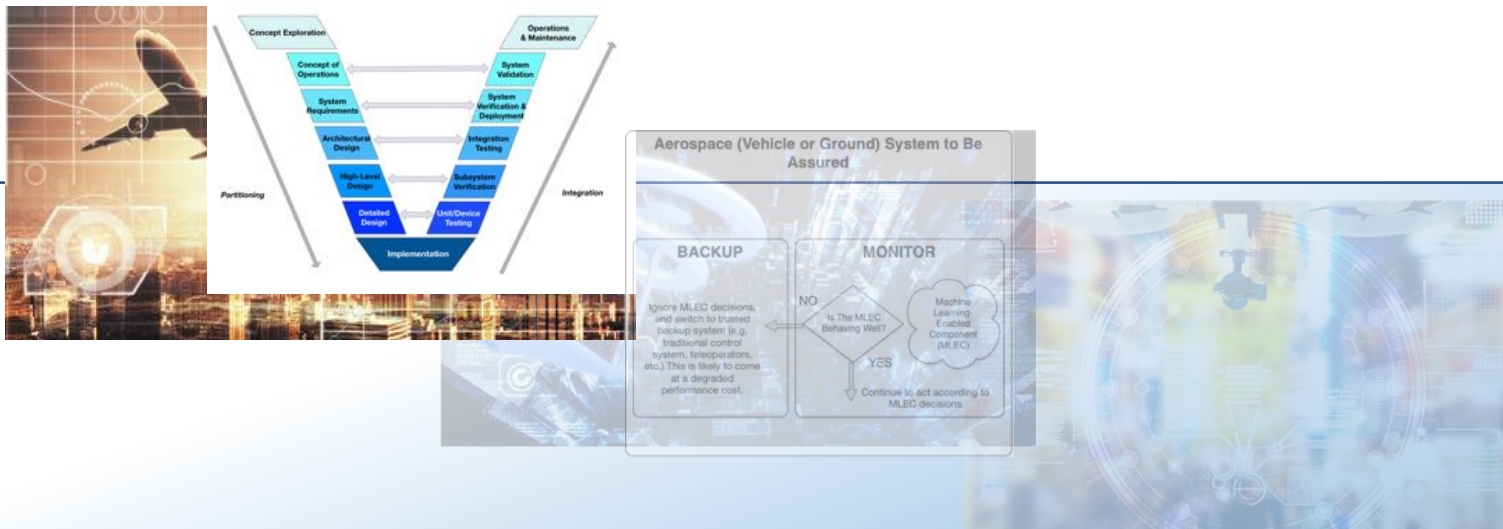 Concept Exploration
Operations
& Maintenance
Concept of
Operations
System
Validation
System
Requirements
System
Verification &
Deployment
Architectural
Design
Integration
Testing
High-Level
Design
Subsystem
Verification
Partitioning
Integration
Detailed
Design
Unit/Device
Testing
Implementation
Aerospace (Vehicle or Ground) System to Be
Assured
BACKUP
Ignore MLEC decisions,
and switch to trusted
backup system (e.g,
traditional control
system, teleoperators,
etc.) This is likely to come
at a degraded
performance cost.
MONITOR
NO
Is The MLEC
Behaving Well?
Machine
Learning-
Enabled
Component
(MLEC)
YES
Continue to act according to
MLEC decisions